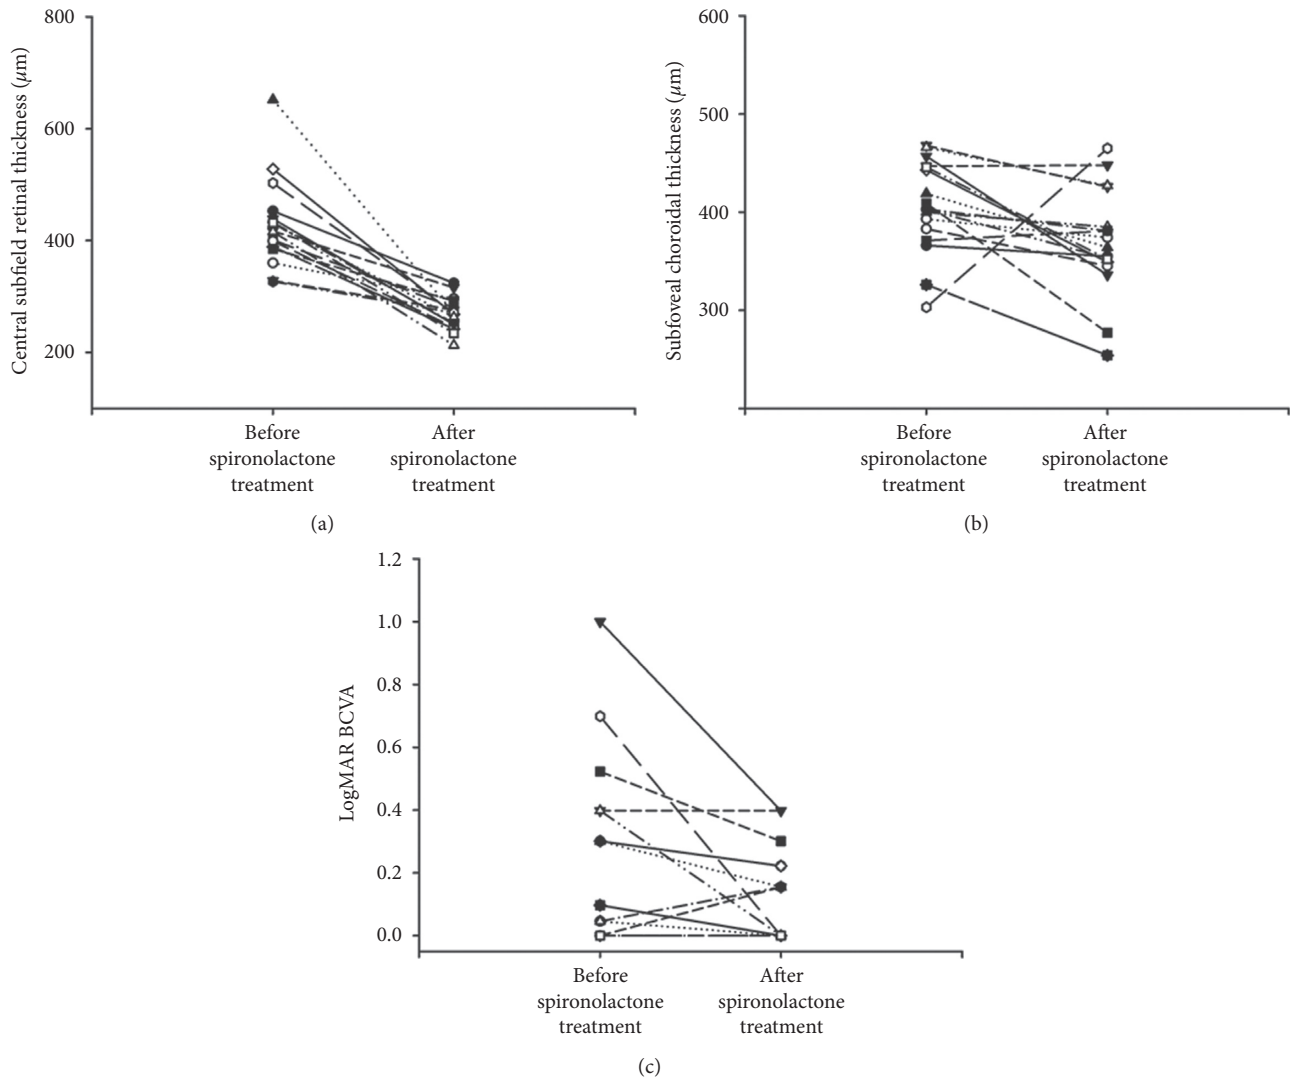 Central subfield retinal thickness (μm)
800
600
400
200
Before
spironolactone
treatment
After
spironolactone
treatment
(a)
Subfoveal choroidal thickness (μm)
600
500
400
300
Before
spironolactone
treatment
After
spironolactone
treatment
(b)
LogMAR BCVA
1.2
1.0
0.8
0.6
0.4
0.2
0.0
Before
spironolactone
treatment
After
spironolactone
treatment
(c)